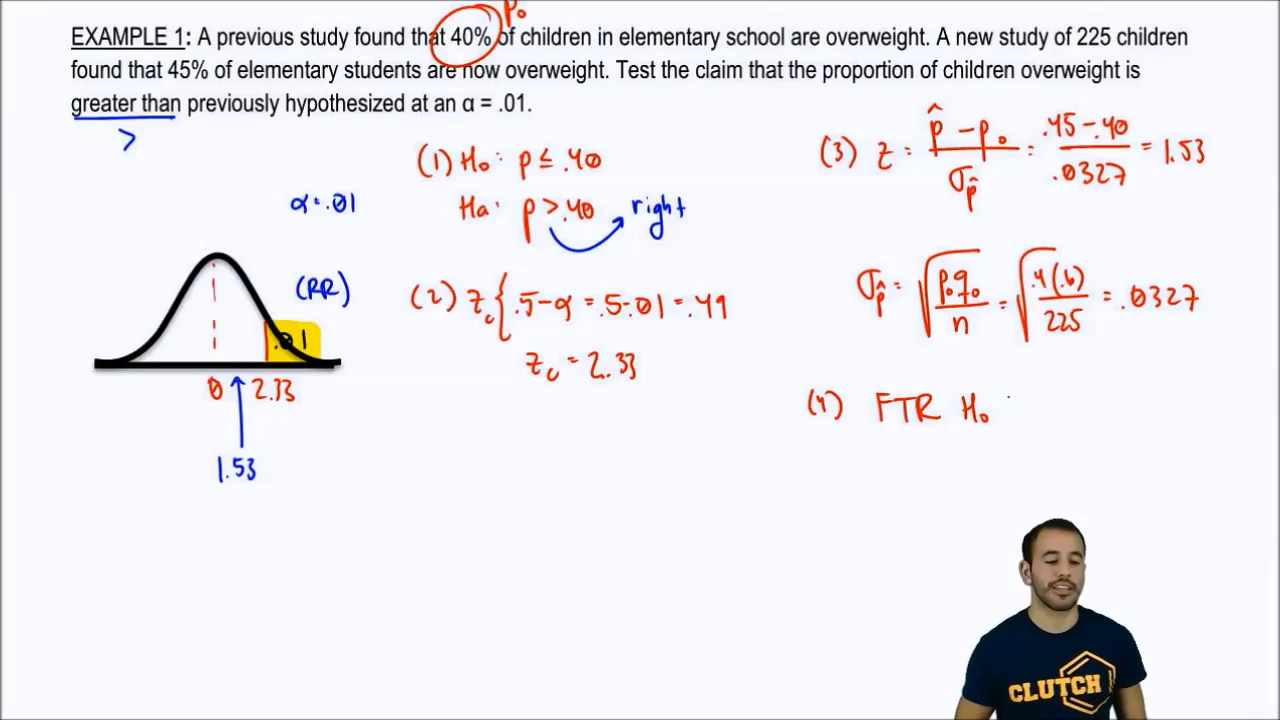 p₀
EXAMPLE 1: A previous study found that 40% of children in elementary school are overweight. A new study of 225 children
found that 45% of elementary students are now overweight. Test the claim that the proportion of children overweight is
greater than previously hypothesized at an α = .01.
>
(1) H₀: p ≤ .40
Ha: p > .40 right
α = .01
(RR)
.01
0 2.33
1.53
(2) z꜀ { .5-α = .5-.01 = .49
z꜀ = 2.33
(3) z = (p̂ - p₀)/σp̂ = (.45 - .40)/.0327 = 1.53
σp̂ = √(p₀q₀/n) = √(.4(.6)/225) = .0327
(4) FTR H₀
CLUTCH